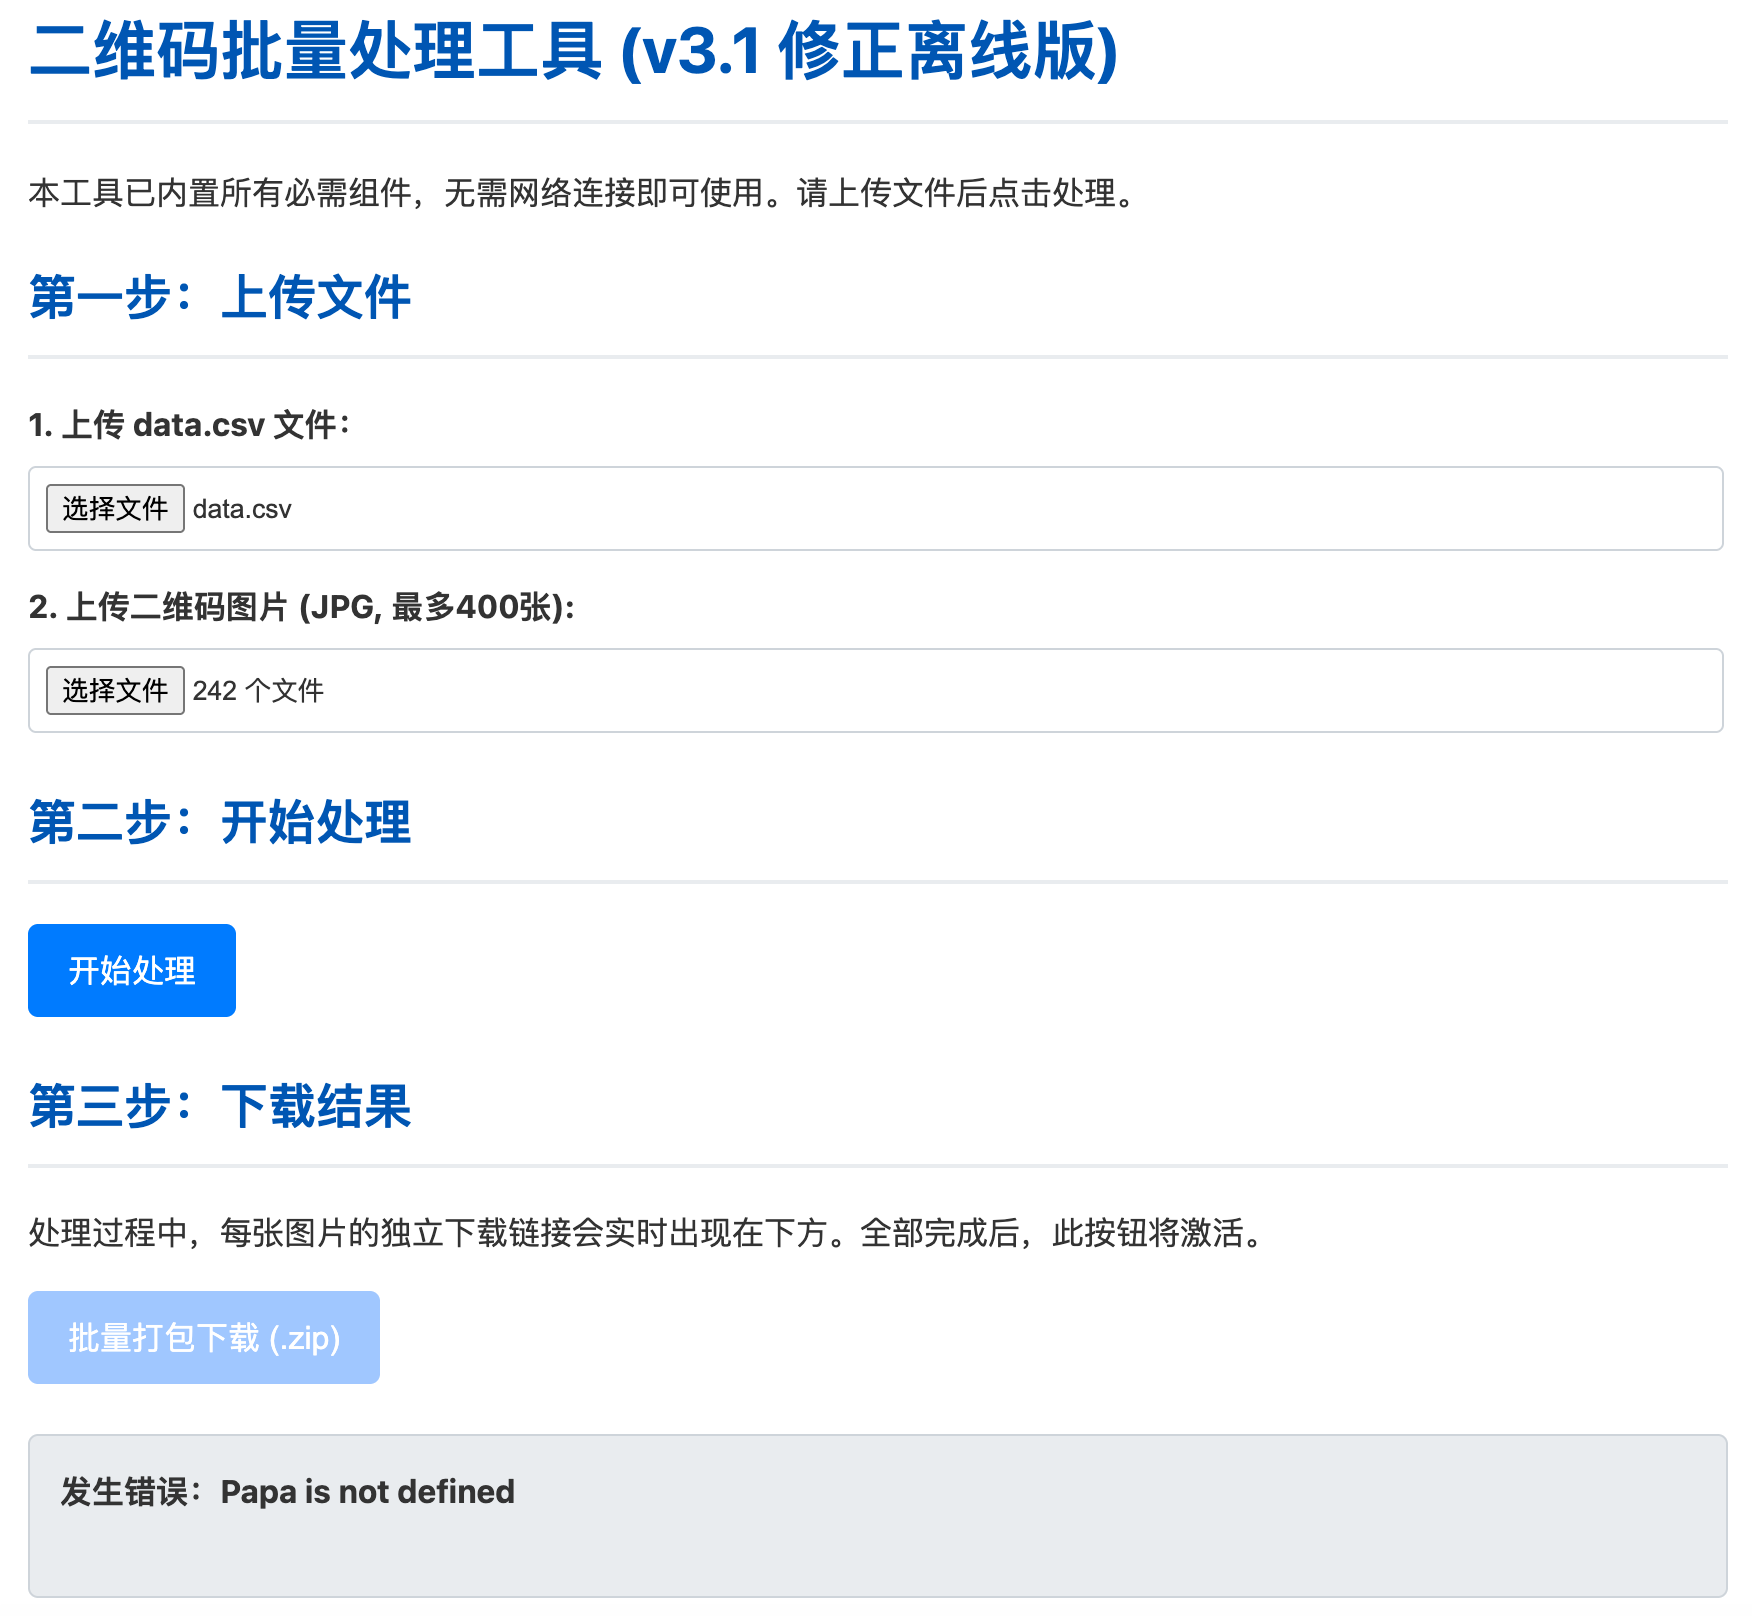 二维码批量处理工具 (v3.1 修正离线版)
本工具已内置所有必需组件，无需网络连接即可使用。请上传文件后点击处理。
第一步：上传文件
1. 上传 data.csv 文件：
选择文件 data.csv
2. 上传二维码图片 (JPG, 最多400张):
选择文件 242 个文件
第二步：开始处理
开始处理
第三步：下载结果
处理过程中，每张图片的独立下载链接会实时出现在下方。全部完成后，此按钮将激活。
批量打包下载 (.zip)
发生错误：Papa is not defined